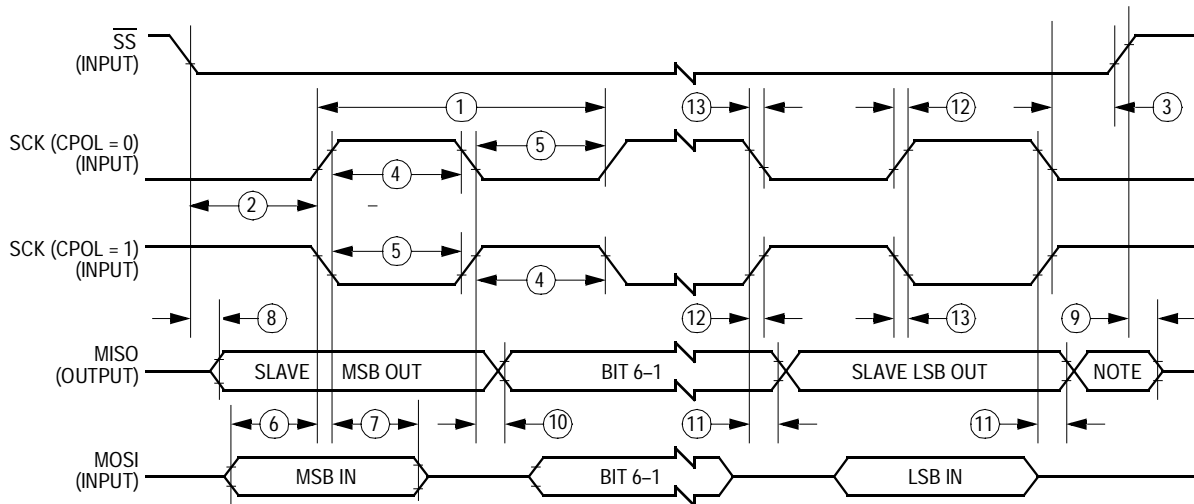 SS
(INPUT)
1
13
12
3
SCK (CPOL = 0)
(INPUT)
5
4
2
–
SCK (CPOL = 1)
(INPUT)
5
4
8
12
13
9
MISO
(OUTPUT)
SLAVE MSB OUT
BIT 6–1
SLAVE LSB OUT
NOTE
6
7
10
11
11
MOSI
(INPUT)
MSB IN
BIT 6–1
LSB IN